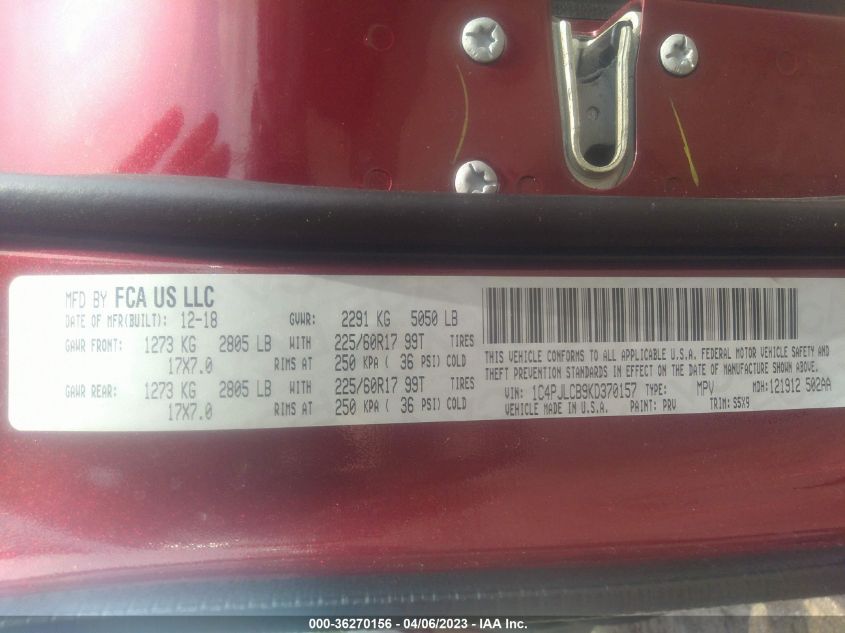 MFD BY FCA US LLC
DATE OF MFR(BUILT): 12-18 GVWR: 2291 KG 5050 LB
GAWR FRONT: 1273 KG 2805 LB WITH 225/60R17 99T TIRES
17X7.0 RIMS AT 250 KPA ( 36 PSI) COLD
GAWR REAR: 1273 KG 2805 LB WITH 225/60R17 99T TIRES
17X7.0 RIMS AT 250 KPA ( 36 PSI) COLD
THIS VEHICLE CONFORMS TO ALL APPLICABLE U.S.A. FEDERAL MOTOR VEHICLE SAFETY AND
THEFT PREVENTION STANDARDS IN EFFECT ON THE DATE OF MANUFACTURE SHOWN ABOVE.
VIN: 1C4PJLCB9KD370157 TYPE: MPV MDH: 121912 502AA
VEHICLE MADE IN U.S.A. PAINT: PRV TRIM: S5X9
000-36270156 - 04/06/2023 - IAA Inc.